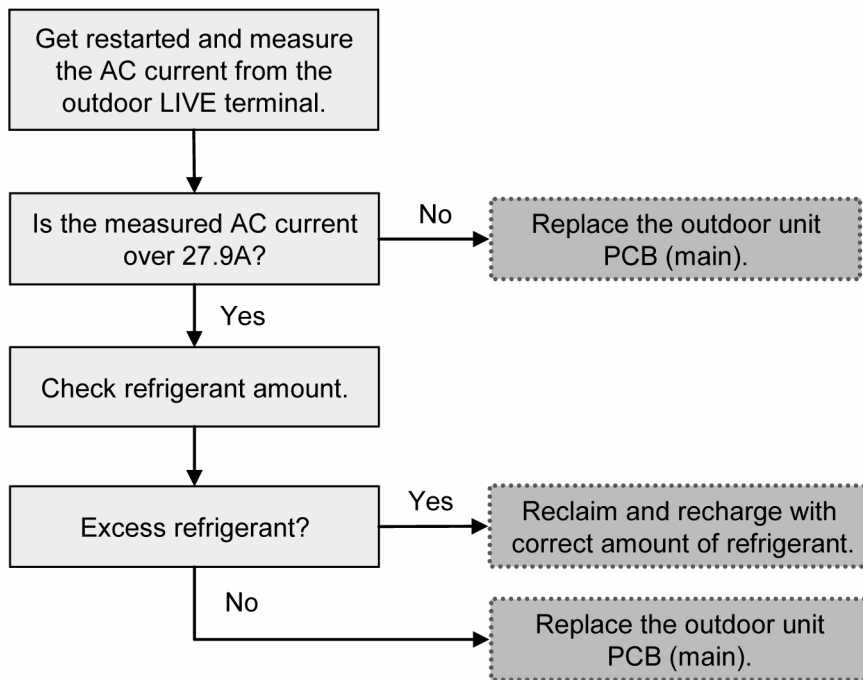 Get restarted and measure
the AC current from the
outdoor LIVE terminal.
Is the measured AC current
over 27.9A?
No
Replace the outdoor unit
PCB (main).
Yes
Check refrigerant amount.
Excess refrigerant?
Yes
Reclaim and recharge with
correct amount of refrigerant.
No
Replace the outdoor unit
PCB (main).